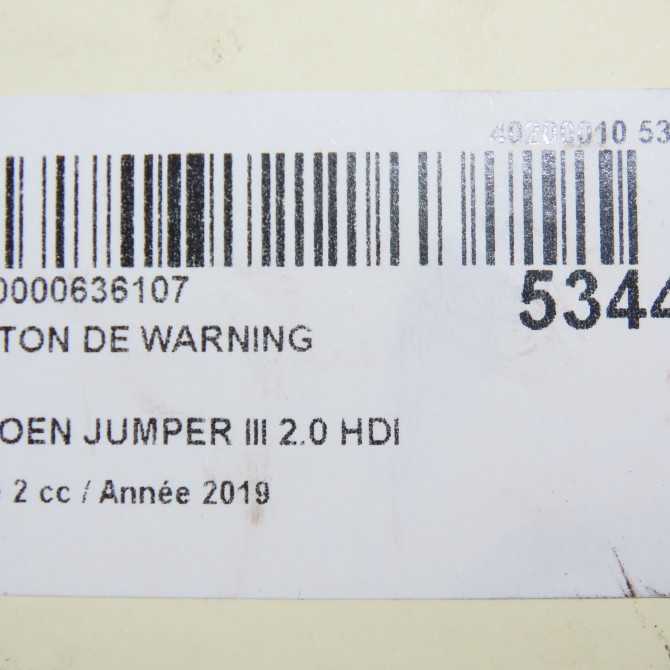 40200010 53
0000636107
5344
TON DE WARNING
OEN JUMPER III 2.0 HDI
2 cc / Année 2019